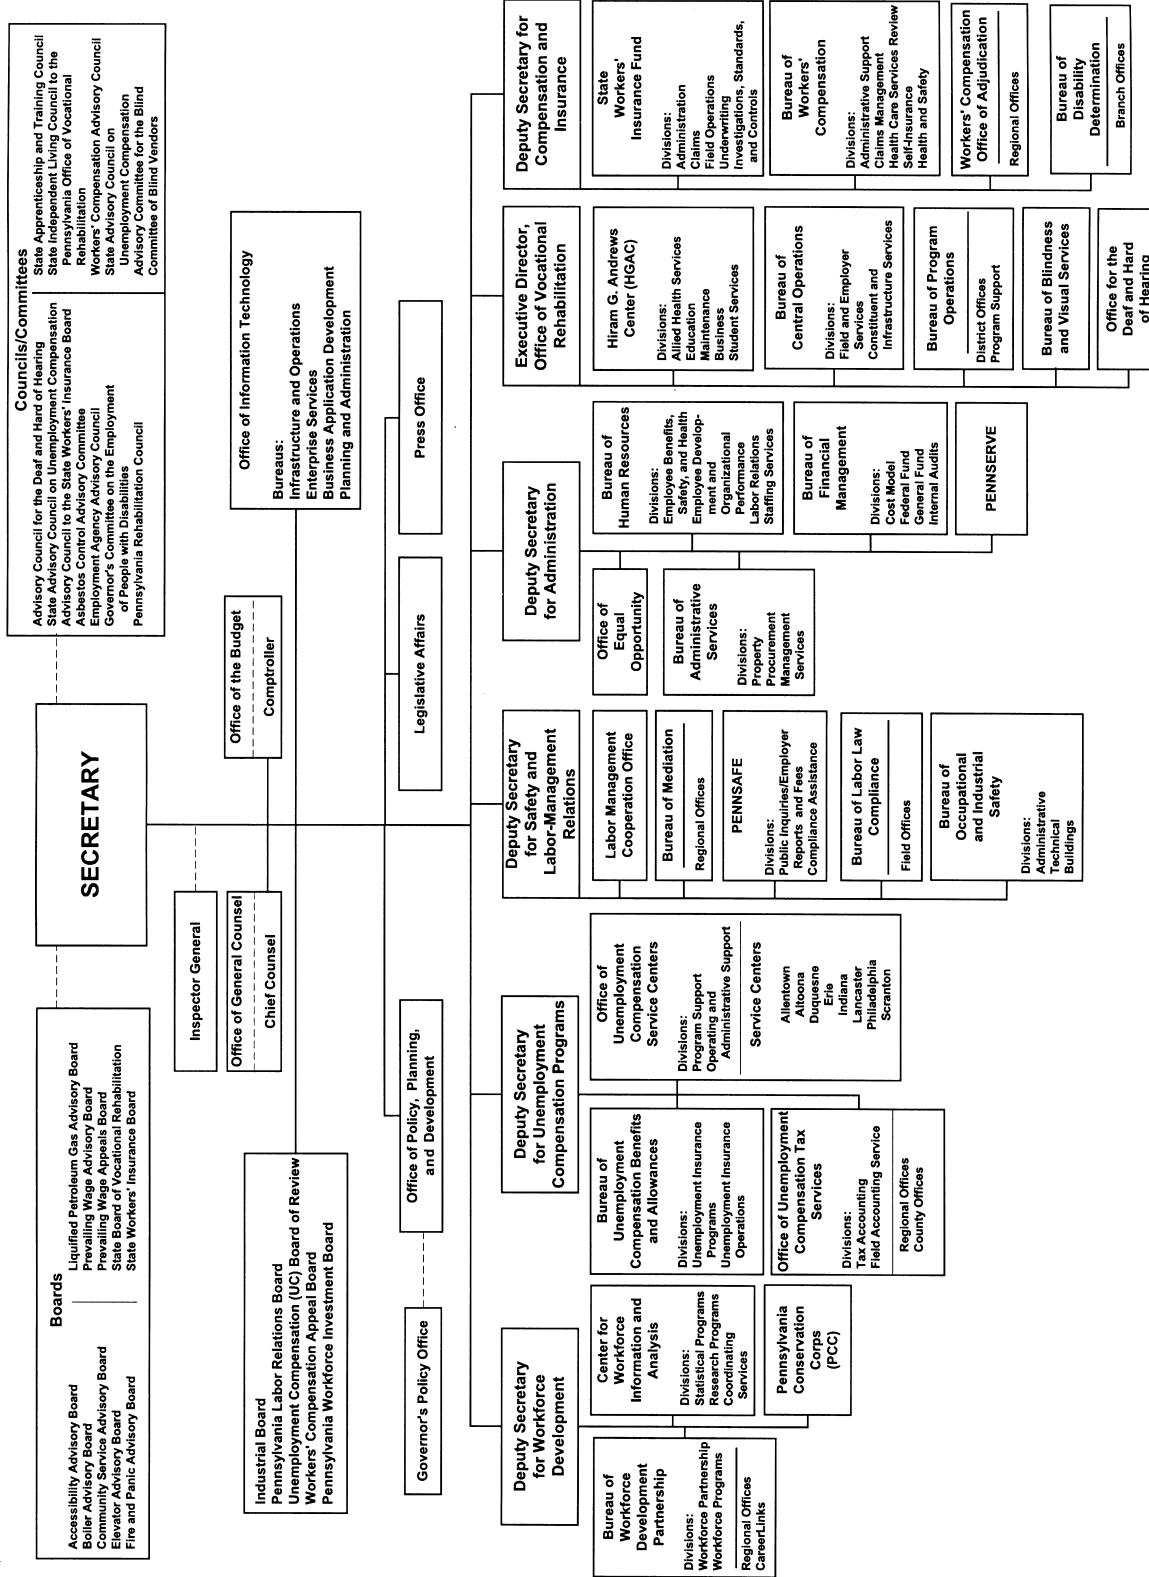 Boards
Accessibility Advisory Board
Boiler Advisory Board
Community Service Advisory Board
Elevator Advisory Board
Fire and Panic Advisory Board
Liquified Petroleum Gas Advisory Board
Prevailing Wage Advisory Board
Prevailing Wage Appeals Board
State Board of Vocational Rehabilitation
State Workers' Insurance Board
SECRETARY
Councils/Committees
Advisory Council for the Deaf and Hard of Hearing
State Advisory Council on Unemployment Compensation
Advisory Council to the State Workers' Insurance Board
Asbestos Control Advisory Committee
Employment Agency Advisory Council
Governor's Committee on the Employment
of People with Disabilities
Pennsylvania Rehabilitation Council
State Apprenticeship and Training Council
State Independent Living Council to the
Pennsylvania Office of Vocational
Rehabilitation
Workers' Compensation Advisory Council
State Advisory Council on
Unemployment Compensation
Advisory Committee for the Blind
Committee of Blind Vendors
Inspector General
Office of General Counsel
Chief Counsel
Office of the Budget
Comptroller
Industrial Board
Pennsylvania Labor Relations Board
Unemployment Compensation (UC) Board of Review
Workers' Compensation Appeal Board
Pennsylvania Workforce Investment Board
Office of Information Technology
Bureaus:
Infrastructure and Operations
Enterprise Services
Business Application Development
Planning and Administration
Governor's Policy Office
Office of Policy, Planning,
and Development
Legislative Affairs
Press Office
Deputy Secretary
for Workforce
Development
Bureau of
Workforce
Development
Partnership
Divisions:
Workforce Partnership
Workforce Programs
Regional Offices
CareerLinks
Center for
Workforce
Information and
Analysis
Divisions:
Statistical Programs
Research Programs
Coordinating
Services
Pennsylvania
Conservation
Corps
(PCC)
Deputy Secretary
for Unemployment
Compensation Programs
Bureau of
Unemployment
Compensation Benefits
and Allowances
Divisions:
Unemployment Insurance
Programs
Unemployment Insurance
Operations
Office of Unemployment
Compensation Tax
Services
Divisions:
Tax Accounting
Field Accounting Service
Regional Offices
County Offices
Office of
Unemployment
Compensation
Service Centers
Divisions:
Program Support
Operating and
Administrative Support
Service Centers
Allentown
Altoona
Duquesne
Erie
Indiana
Lancaster
Philadelphia
Scranton
Deputy Secretary
for Safety and
Labor-Management
Relations
Labor Management
Cooperation Office
Bureau of Mediation
Regional Offices
PENNSAFE
Divisions:
Public Inquiries/Employer
Reports and Fees
Compliance Assistance
Bureau of Labor Law
Compliance
Field Offices
Bureau of
Occupational
and Industrial
Safety
Divisions:
Administrative
Technical
Buildings
Deputy Secretary
for Administration
Office of
Equal
Opportunity
Bureau of
Administrative
Services
Divisions:
Property
Procurement
Management
Services
Bureau of
Human Resources
Divisions:
Employee Benefits,
Safety, and Health
Employee Develop-
ment and
Organizational
Performance
Labor Relations
Staffing Services
Bureau of
Financial
Management
Divisions:
Cost Model
Federal Fund
General Fund
Internal Audits
PENNSERVE
Executive Director,
Office of Vocational
Rehabilitation
Hiram G. Andrews
Center (HGAC)
Divisions:
Allied Health Services
Education
Maintenance
Business
Student Services
Bureau of
Central Operations
Divisions:
Field and Employer
Services
Constituent and
Infrastructure Services
Bureau of Program
Operations
District Offices
Program Support
Bureau of Blindness
and Visual Services
Office for the
Deaf and Hard
of Hearing
Deputy Secretary for
Compensation and
Insurance
State
Workers'
Insurance Fund
Divisions:
Administration
Claims
Field Operations
Underwriting
Investigations, Standards,
and Controls
Bureau of
Workers'
Compensation
Divisions:
Administrative Support
Claims Management
Health Care Services Review
Self-Insurance
Health and Safety
Workers' Compensation
Office of Adjudication
Regional Offices
Bureau of
Disability
Determination
Branch Offices